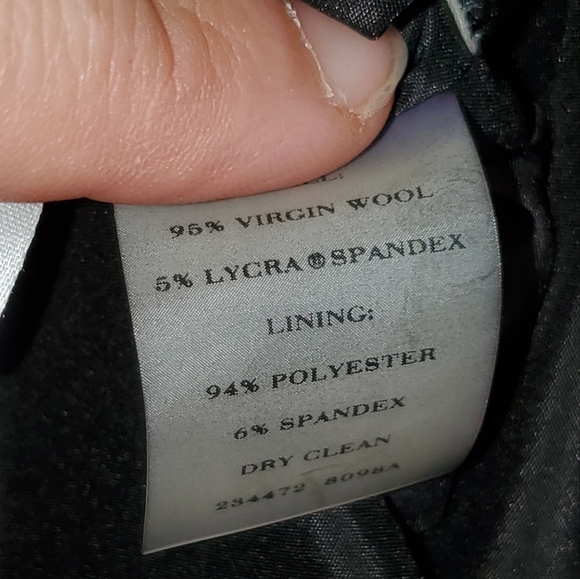 95% VIRGIN WOOL
5% LYCRA®SPANDEX
LINING:
94% POLYESTER
6% SPANDEX
DRY CLEAN
234472 8098A